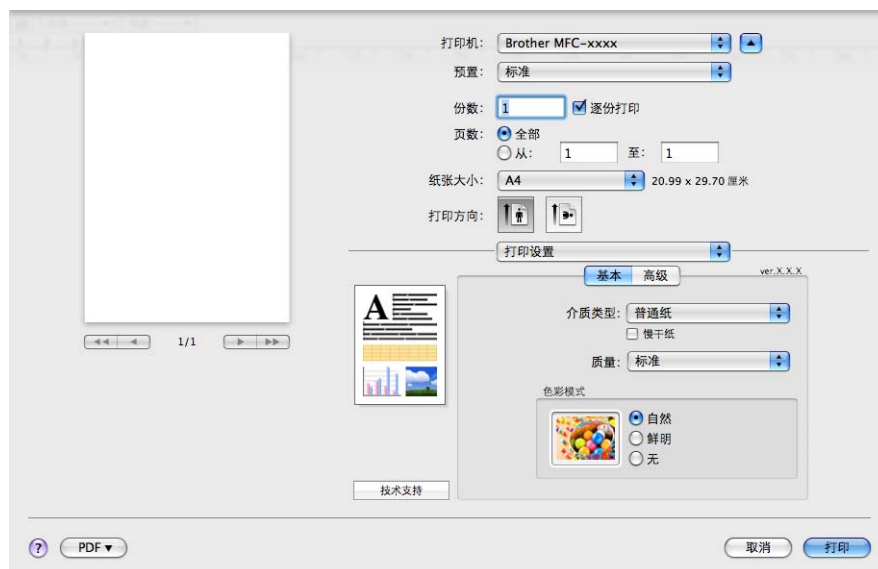 打印机: Brother MFC-xxxx
预置: 标准
份数: 1 逐份打印
页数: 全部
从: 1 至: 1
纸张大小: A4 20.99 x 29.70 厘米
打印方向:
打印设置
基本 高级 ver.X.X.X
介质类型: 普通纸
慢干纸
质量: 标准
色彩模式
自然
鲜明
无
A
1/1
技术支持
? PDF▼ 取消 打印